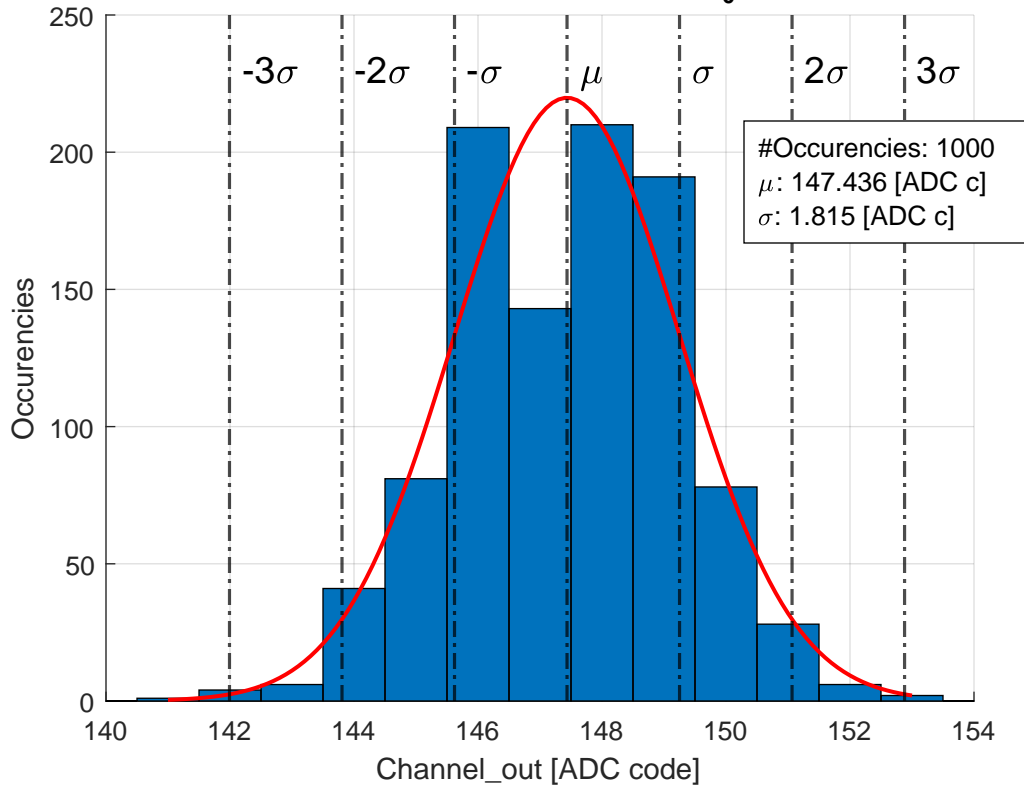 250
200
150
100
50
0
Occurencies
-3σ
-2σ
-σ
μ
σ
2σ
3σ
#Occurencies: 1000
μ: 147.436 [ADC c]
σ: 1.815 [ADC c]
140
142
144
146
148
150
152
154
Channel_out [ADC code]